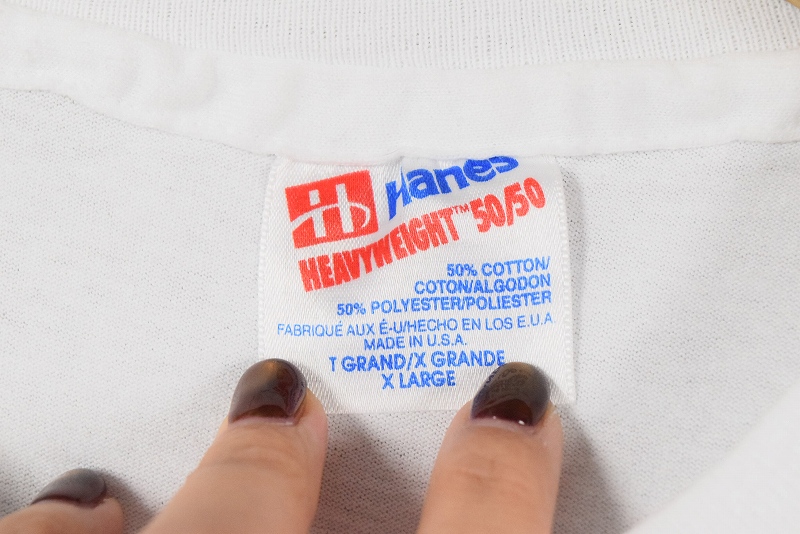 Hanes
HEAVYWEIGHT™ 50/50
50% COTTON/
COTON/ALGODON
50% POLYESTER/POLIESTER
FABRIQUÉ AUX É-U/HECHO EN LOS E.U.A
MADE IN U.S.A.
T GRAND/X GRANDE
X LARGE